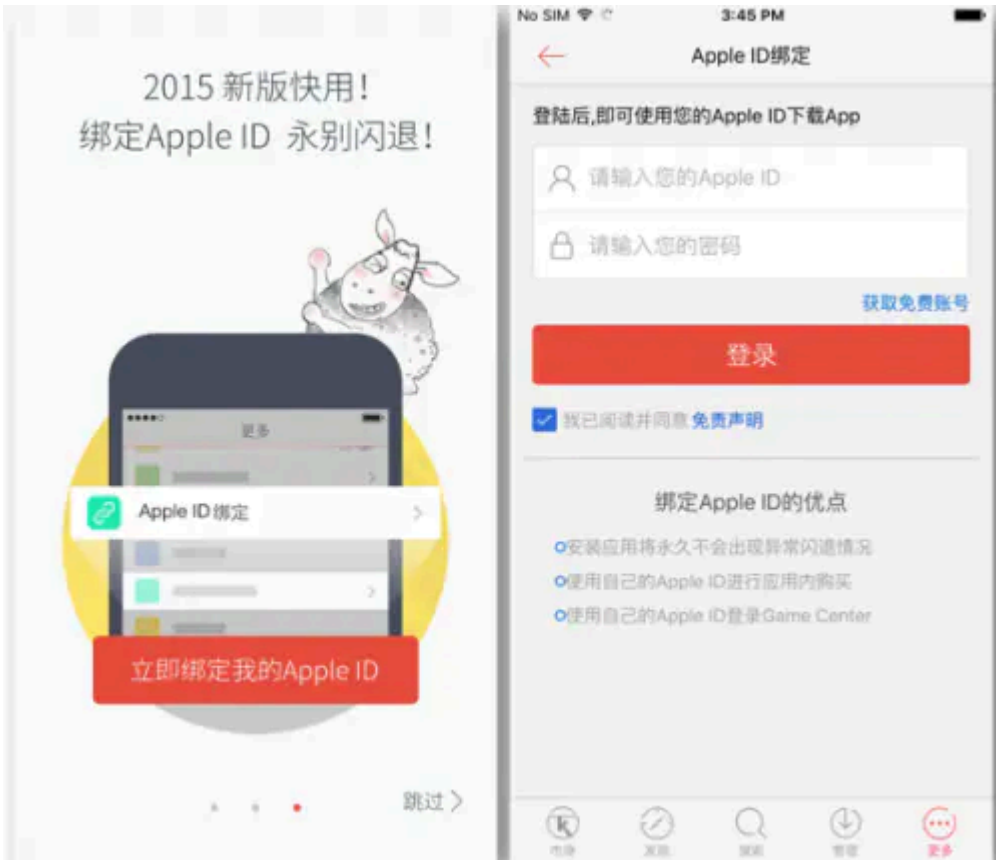 2015 新版快用!
绑定Apple ID 永别闪退!
更多
Apple ID 绑定
立即绑定我的Apple ID
跳过
No SIM 3:45 PM
Apple ID绑定
登陆后,即可使用您的Apple ID下载App
请输入您的Apple ID
请输入您的密码
获取免费账号
登录
我已阅读并同意 免责声明
绑定Apple ID的优点
安装应用将永久不会出现异常闪退情况
使用自己的Apple ID进行应用内购买
使用自己的Apple ID登录Game Center
搜索 管理 更多